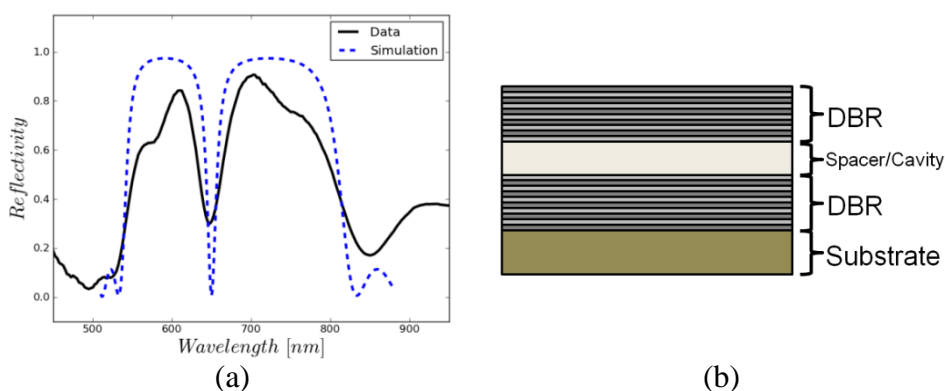 Data
Simulation
1.0
0.8
0.6
0.4
0.2
0.0
Reflectivity
500
600
700
800
900
Wavelength [nm]
(a)
DBR
Spacer/Cavity
DBR
Substrate
(b)